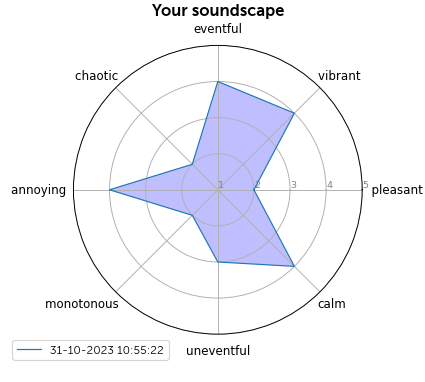 Your soundscape
eventful
chaotic
vibrant
annoying
1 2 3 4 5
pleasant
monotonous
calm
uneventful
31-10-2023 10:55:22